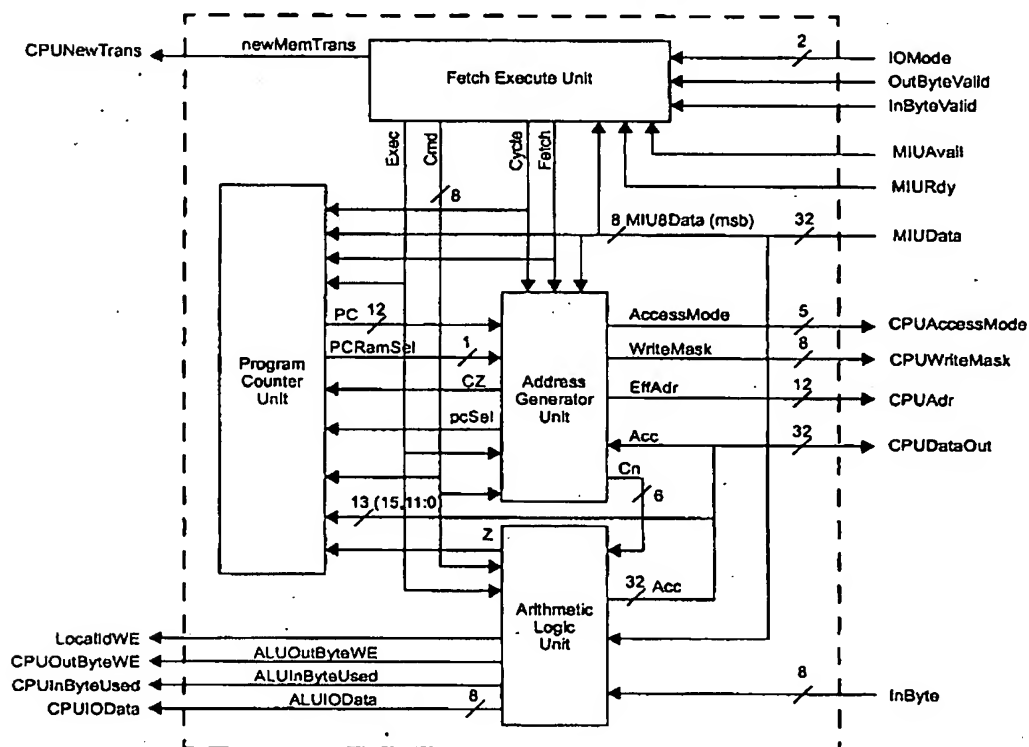 CPUNewTrans
newMemTrans
Fetch Execute Unit
2
IOMode
OutByteValid
InByteValid
MIUAvail
MIURdy
Exec
Cmd
Cycle
Fetch
8
8 MIU8Data (msb)
32
MIUData
PC
12
PCRamSel
1
CZ
pcSel
Program
Counter
Unit
Address
Generator
Unit
AccessMode
5
CPUAccessMode
WriteMask
8
CPUWriteMask
EffAdr
12
CPUAdr
Acc
32
CPUDataOut
Cn
6
13 (15,11:0)
Z
32 Acc
Arithmetic
Logic
Unit
LocalIdWE
CPUOutByteWE
ALUOutByteWE
CPUInByteUsed
ALUInByteUsed
CPUIOData
ALUIOData
8
8
InByte